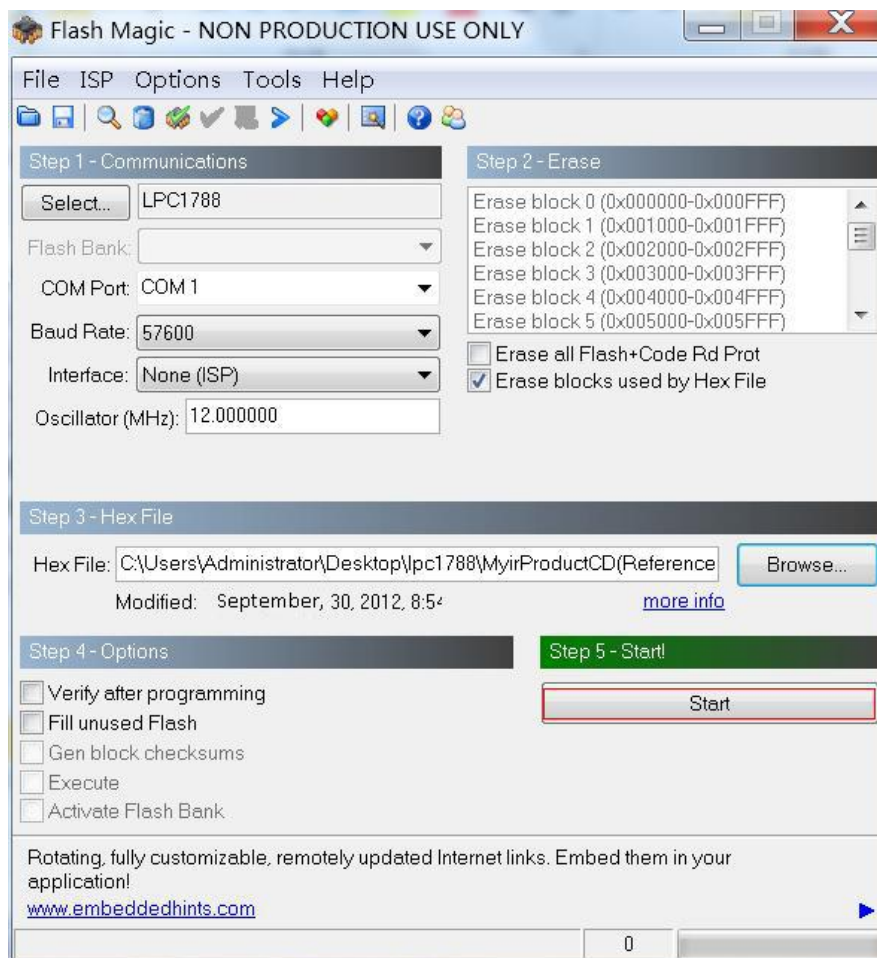 Flash Magic - NON PRODUCTION USE ONLY
File ISP Options Tools Help
Step 1 - Communications
Select... LPC1788
Flash Bank:
COM Port: COM 1
Baud Rate: 57600
Interface: None (ISP)
Oscillator (MHz): 12.000000
Step 2 - Erase
Erase block 0 (0x000000-0x000FFF)
Erase block 1 (0x001000-0x001FFF)
Erase block 2 (0x002000-0x002FFF)
Erase block 3 (0x003000-0x003FFF)
Erase block 4 (0x004000-0x004FFF)
Erase block 5 (0x005000-0x005FFF)
Erase all Flash+Code Rd Prot
Erase blocks used by Hex File
Step 3 - Hex File
Hex File: C:\Users\Administrator\Desktop\lpc1788\MyirProductCD(Reference Browse...
Modified: September, 30, 2012, 8:54 more info
Step 4 - Options
Verify after programming
Fill unused Flash
Gen block checksums
Execute
Activate Flash Bank
Step 5 - Start!
Start
Rotating, fully customizable, remotely updated Internet links. Embed them in your
application!
www.embeddedhints.com
0